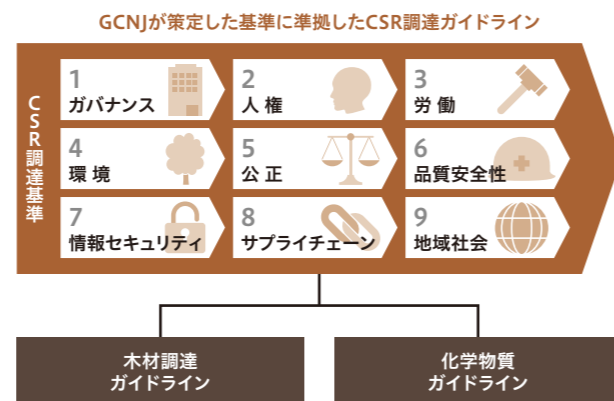 GCNJが策定した基準に準拠したCSR調達ガイドライン
CSR調達基準
1
ガバナンス
2
人 権
3
労 働
4
環 境
5
公 正
6
品質安全性
7
情報セキュリティ
8
サプライチェーン
9
地域社会
木材調達
ガイドライン
化学物質
ガイドライン